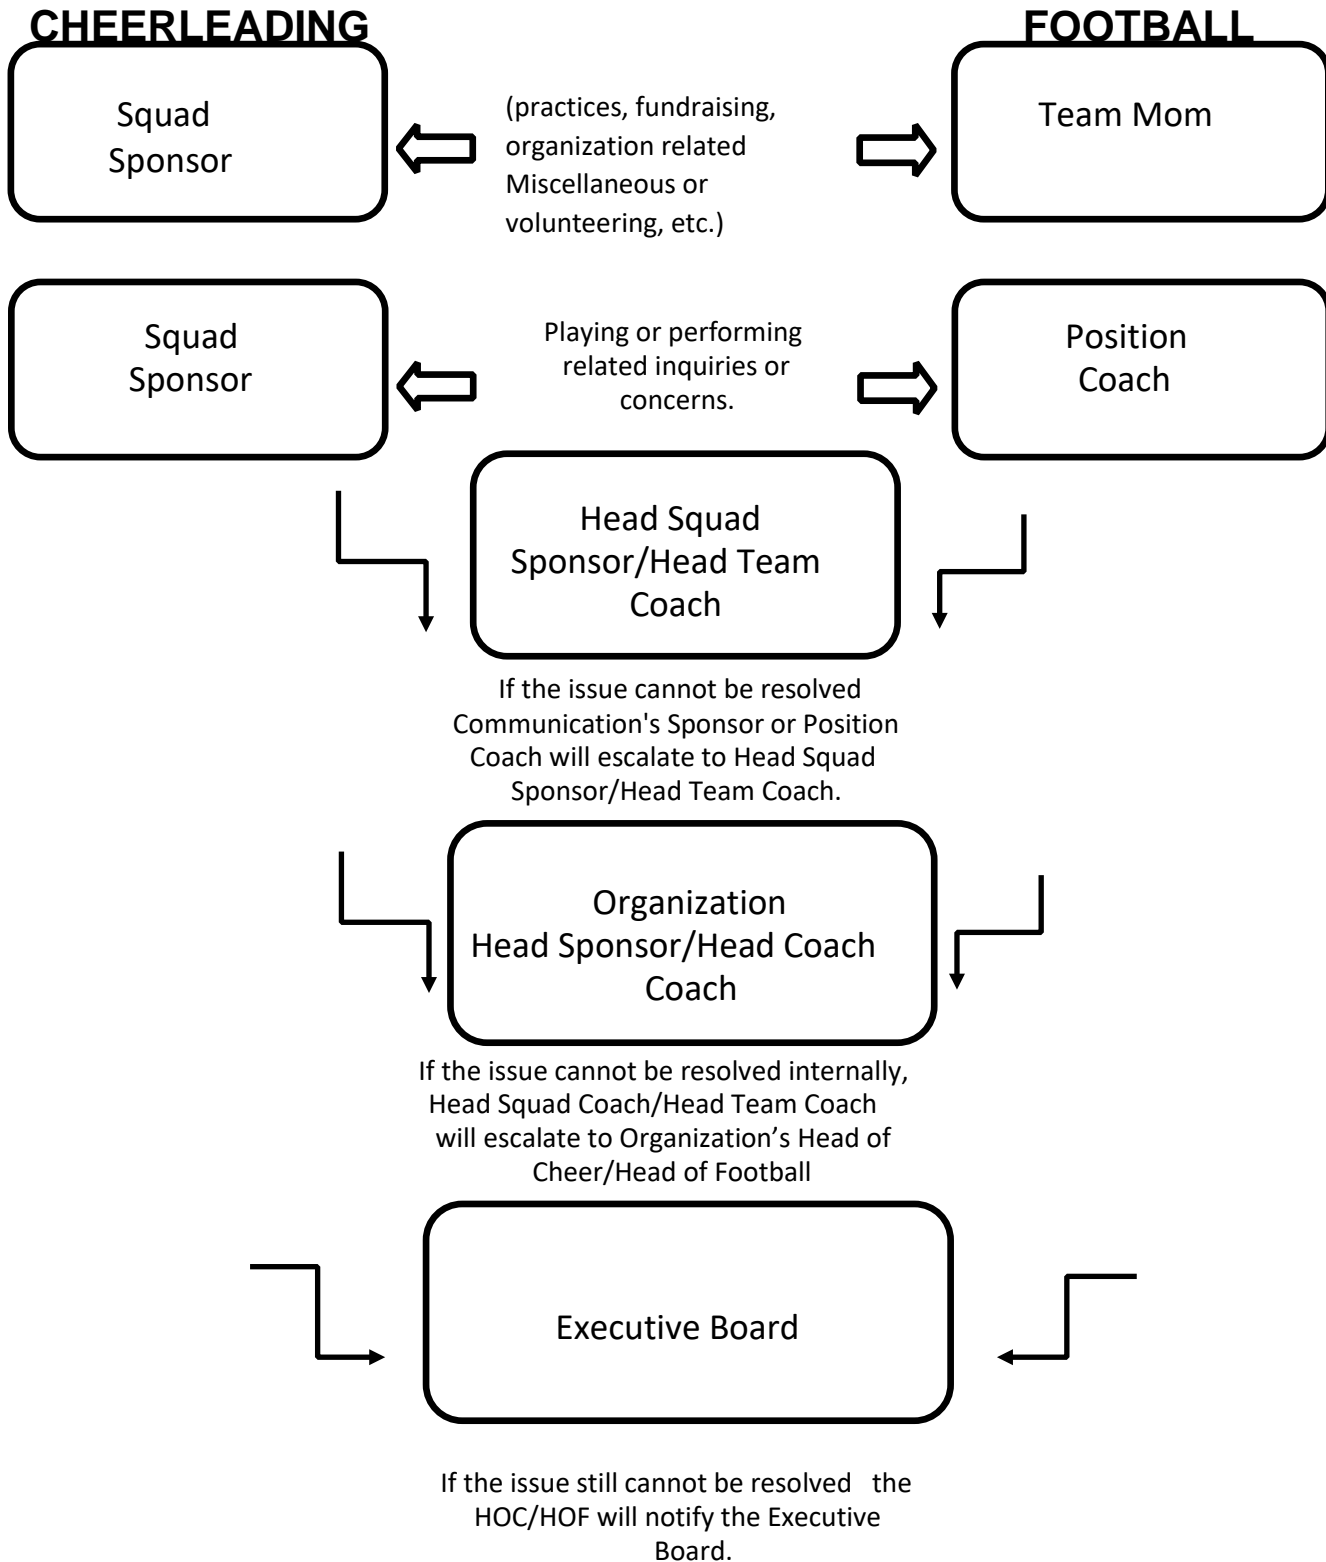 CHEERLEADING
FOOTBALL
Squad
Sponsor
(practices, fundraising,
organization related
Miscellaneous or
volunteering, etc.)
Team Mom
Squad
Sponsor
Playing or performing
related inquiries or
concerns.
Position
Coach
Head Squad
Sponsor/Head Team
Coach
If the issue cannot be resolved
Communication's Sponsor or Position
Coach will escalate to Head Squad
Sponsor/Head Team Coach.
Organization
Head Sponsor/Head Coach
Coach
If the issue cannot be resolved internally,
Head Squad Coach/Head Team Coach
will escalate to Organization’s Head of
Cheer/Head of Football
Executive Board
If the issue still cannot be resolved the
HOC/HOF will notify the Executive
Board.